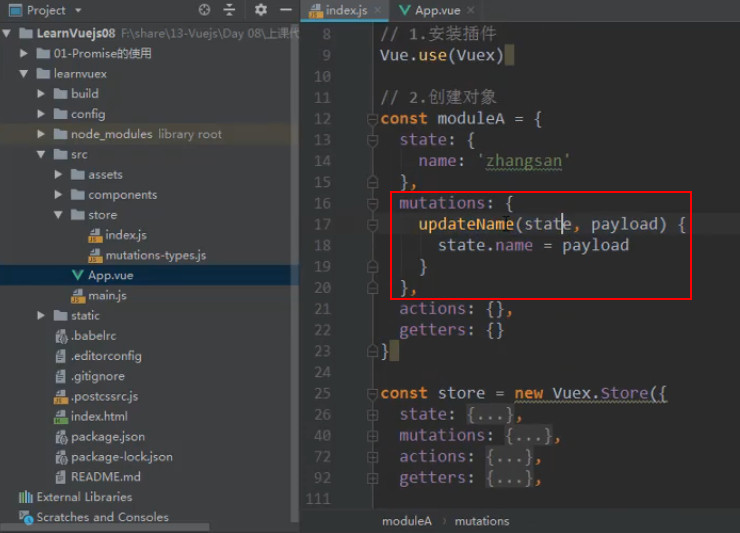 Project
LearnVuejs08 F:\share\13-Vuejs\Day 08\上课代
01-Promise的使用
learnvuex
build
config
node_modules library root
src
assets
components
store
index.js
mutations-types.js
App.vue
main.js
static
.babelrc
.editorconfig
.gitignore
.postcssrc.js
index.html
package.json
package-lock.json
README.md
External Libraries
Scratches and Consoles
index.js
App.vue
8 // 1.安装插件
9 Vue.use(Vuex)
10
11 // 2.创建对象
12 const moduleA = {
13 state: {
14 name: 'zhangsan'
15 },
16 mutations: {
17 updateName(state, payload) {
18 state.name = payload
19 }
20 },
21 actions: {},
22 getters: {}
23 }
24
25 const store = new Vuex.Store({
26 state: {...},
40 mutations: {...},
72 actions: {...},
92 getters: {...},
111
moduleA
mutations